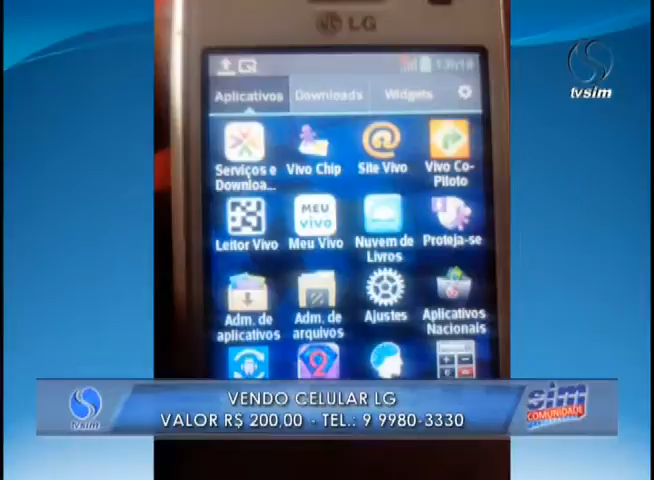 LG
tvsim
Aplicativos Downloads Widgets
Serviços e Downloa... Vivo Chip Site Vivo Vivo Co-Piloto
MEU vivo
Leitor Vivo Meu Vivo Nuvem de Livros Proteja-se
Adm. de aplicativos Adm. de arquivos Ajustes Aplicativos Nacionais
VENDO CELULAR LG
VALOR R$ 200,00 - TEL.: 9 9980-3330
tvsim
sim
COMUNIDADE